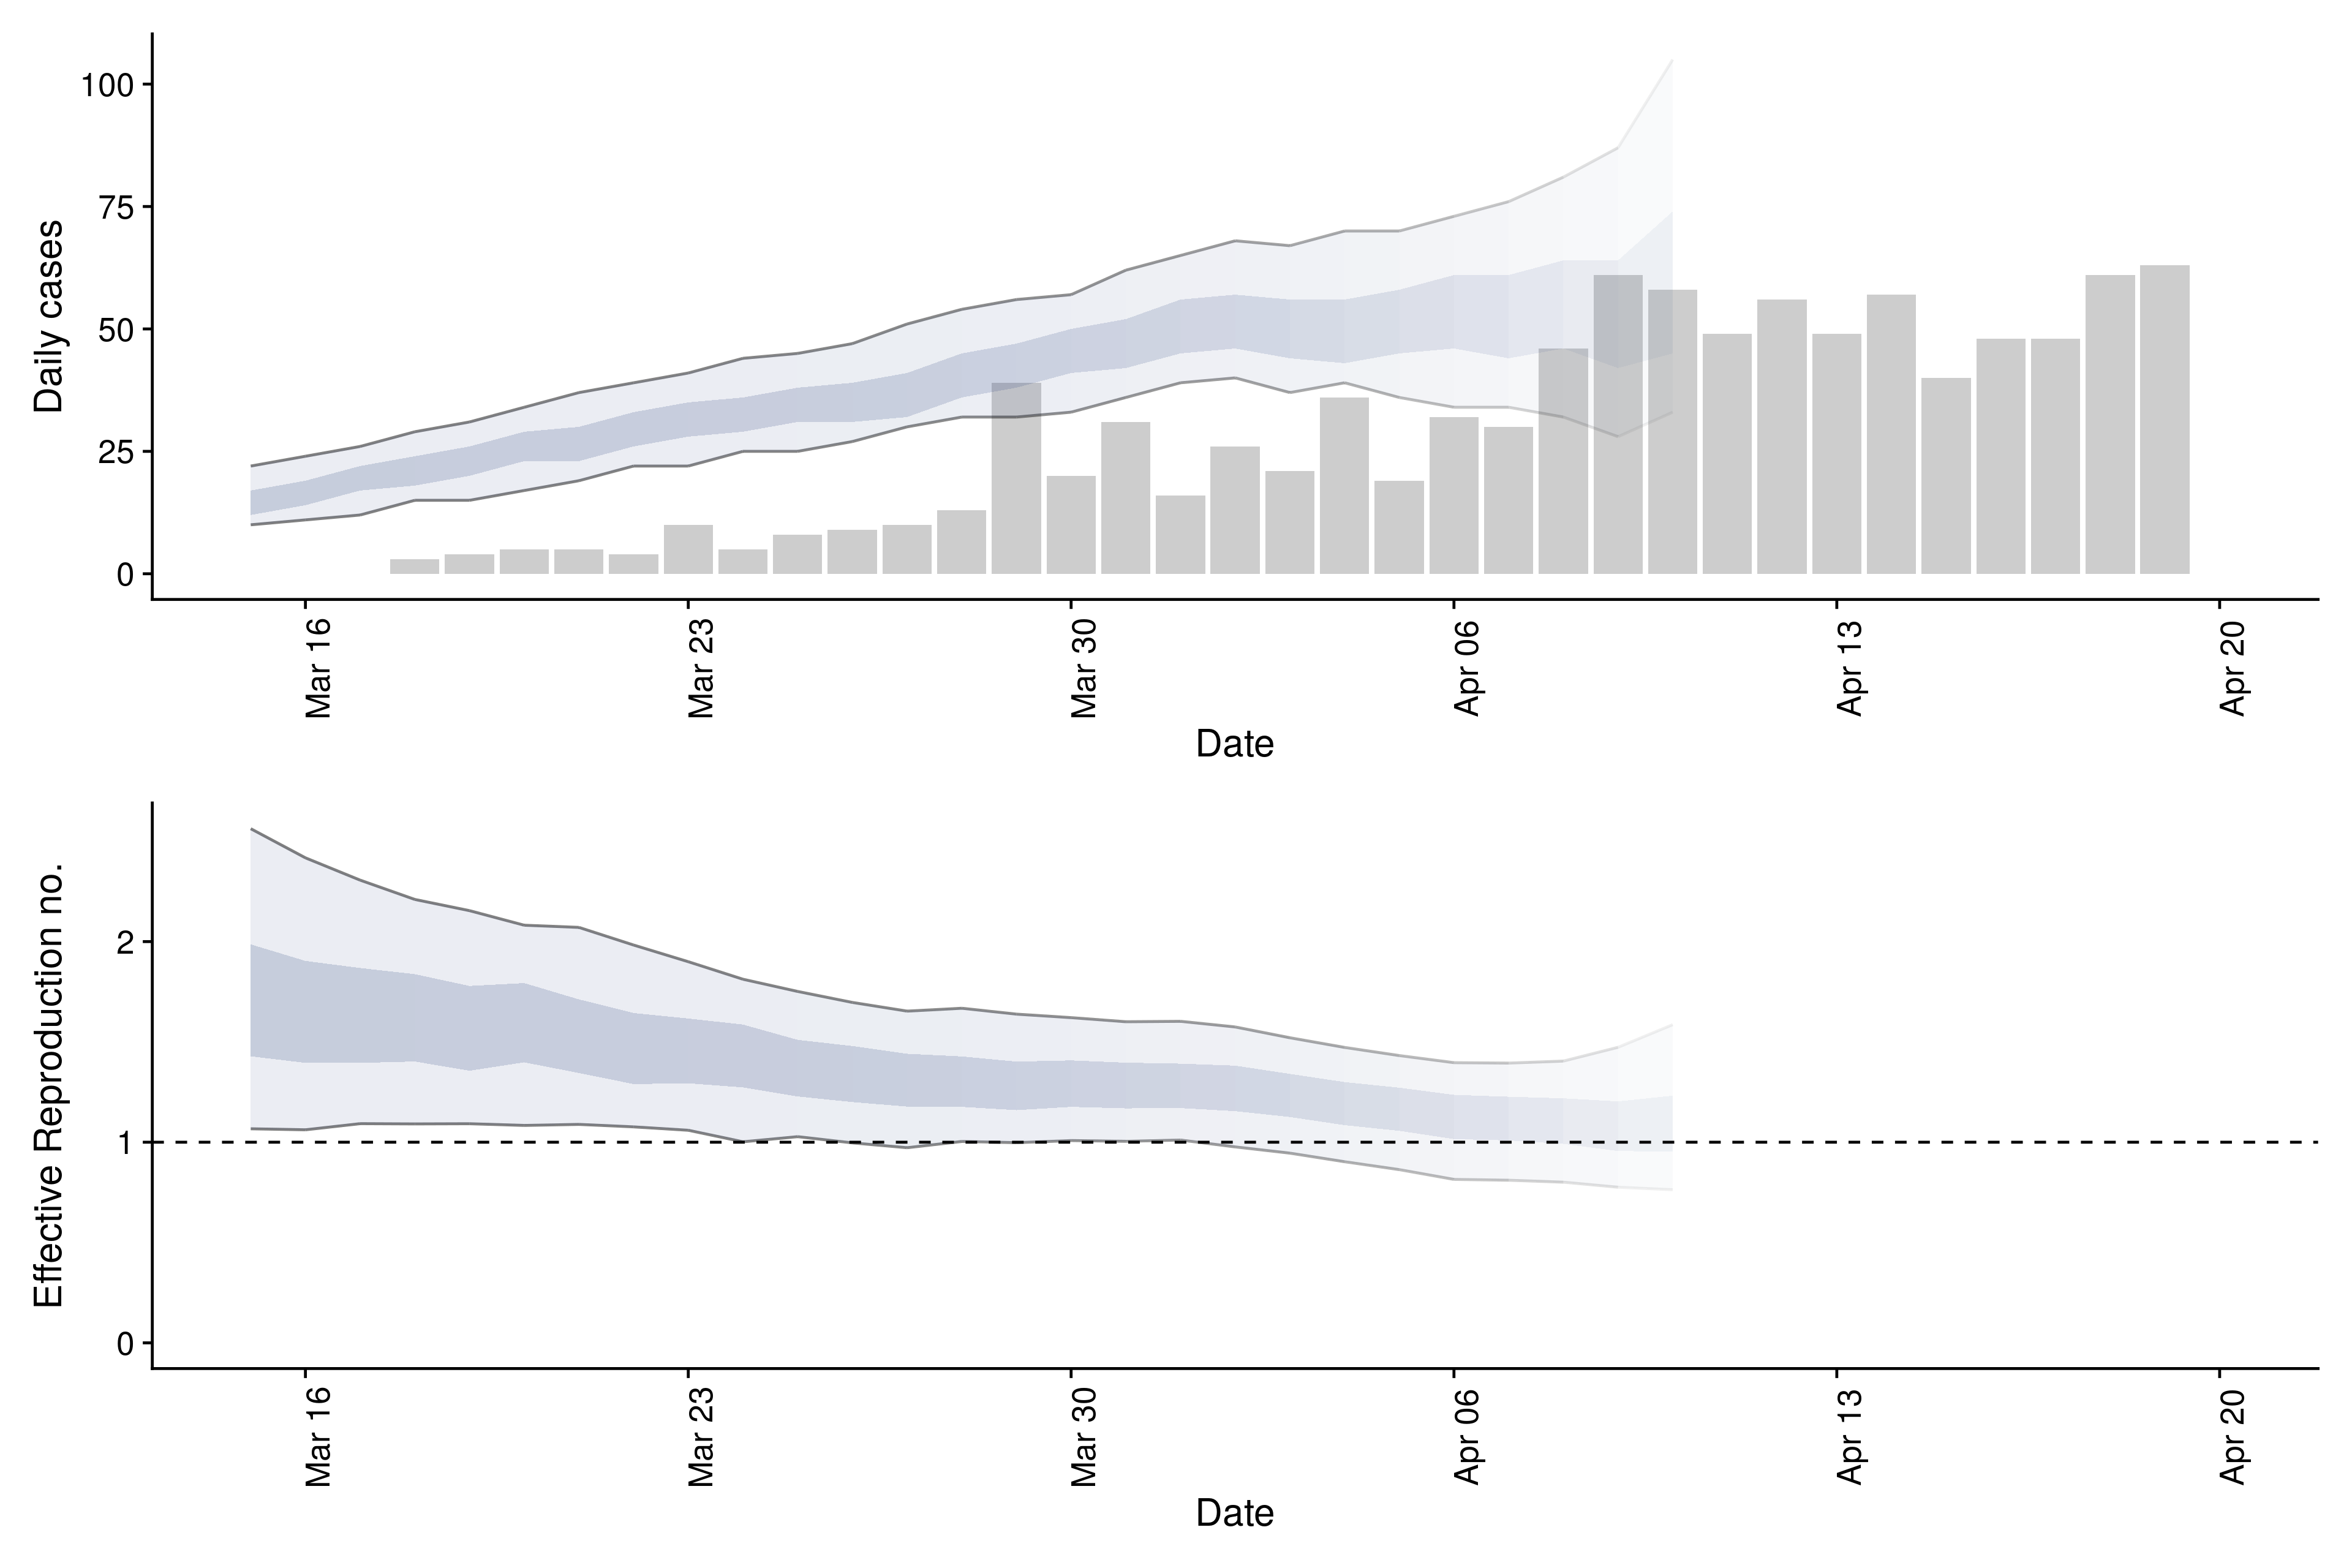 Daily cases
100
75
50
25
0
Mar 16
Mar 23
Mar 30
Apr 06
Apr 13
Apr 20
Date
Effective Reproduction no.
2
1
0
Mar 16
Mar 23
Mar 30
Apr 06
Apr 13
Apr 20
Date